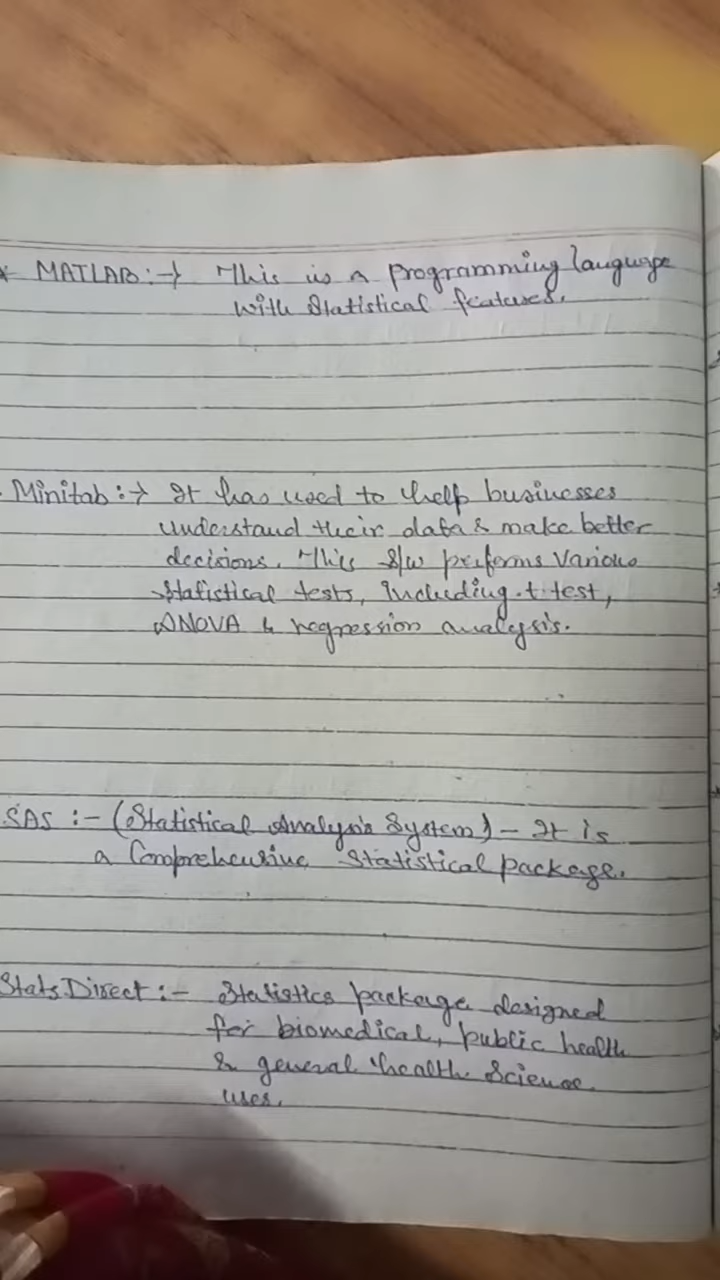 * MATLAB :→ This is a programming language
with Statistical features.
Minitab :→ It has used to help businesses
understand their data & make better
decisions. This S/w performs various
Statistical tests, Including t-test,
ANOVA & regression analysis.
SAS :- (Statistical Analysis System) - It is
a Comprehensive Statistical package.
Stats Direct :- Statistics package designed
for biomedical, public health
& general health Science
uses.